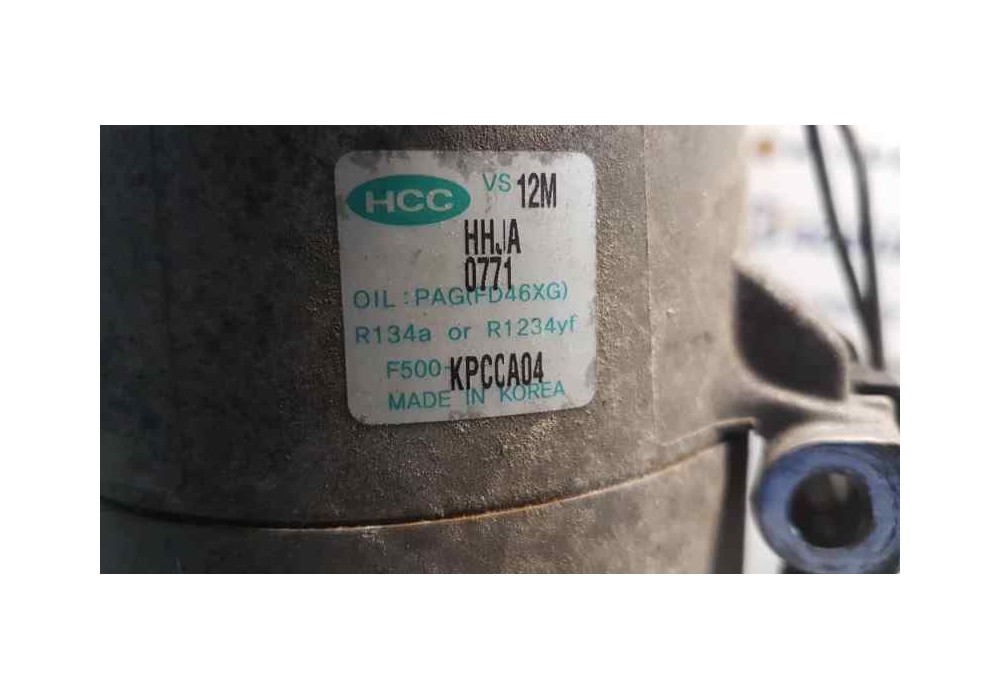 HCC VS 12M
HHJA
0771
OIL : PAG(FD46XG)
R134a or R1234yf
F500-KPCCA04
MADE IN KOREA